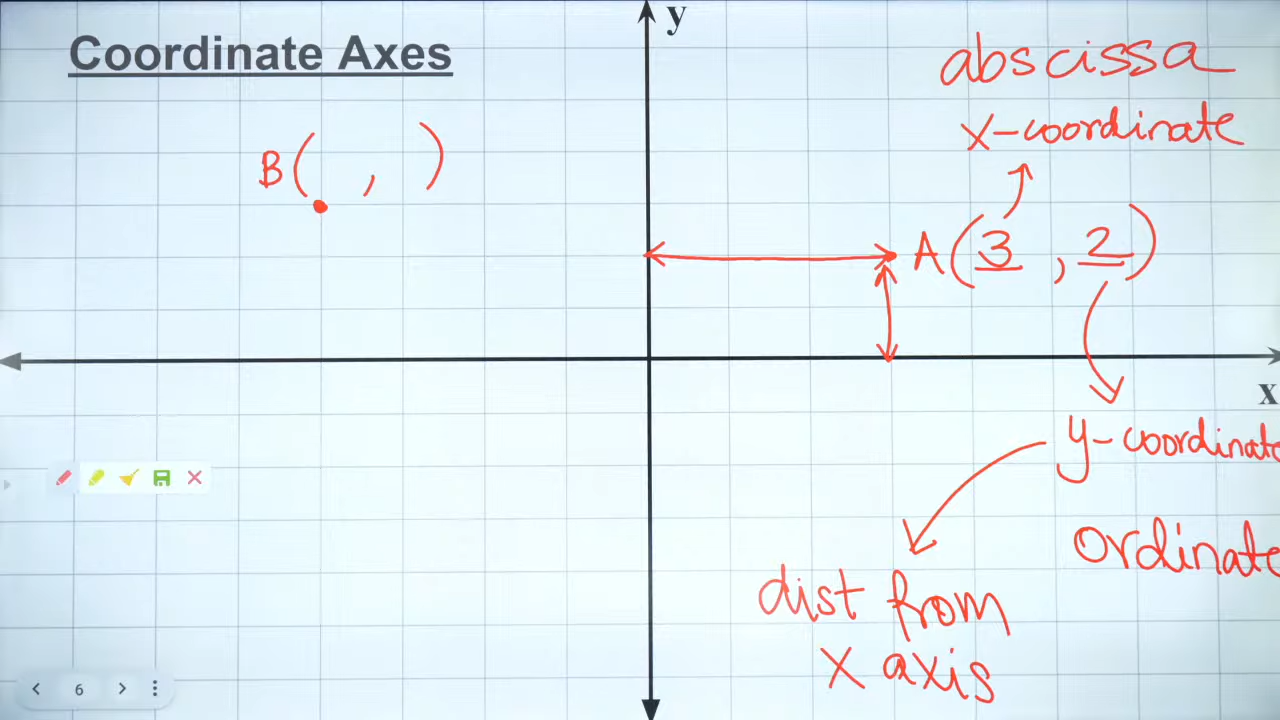 Coordinate Axes
y
abscissa
x-coordinate
B( , )
A(3, 2)
x
y-coordinate
Ordinate
dist from
x axis
6